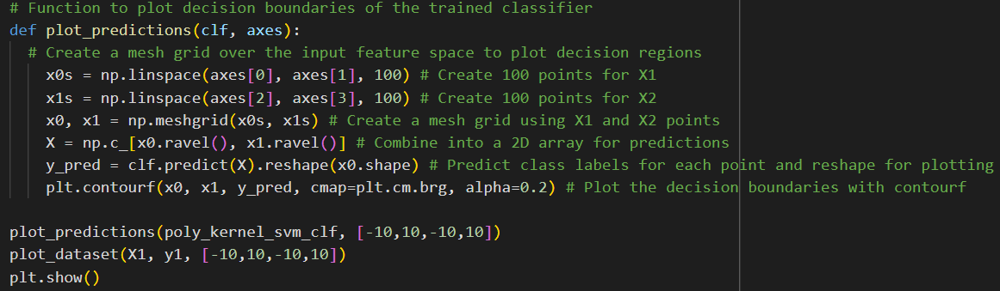 # Function to plot decision boundaries of the trained classifier
def plot_predictions(clf, axes):
  # Create a mesh grid over the input feature space to plot decision regions
    x0s = np.linspace(axes[0], axes[1], 100) # Create 100 points for X1
    x1s = np.linspace(axes[2], axes[3], 100) # Create 100 points for X2
    x0, x1 = np.meshgrid(x0s, x1s) # Create a mesh grid using X1 and X2 points
    X = np.c_[x0.ravel(), x1.ravel()] # Combine into a 2D array for predictions
    y_pred = clf.predict(X).reshape(x0.shape) # Predict class labels for each point and reshape for plotting
    plt.contourf(x0, x1, y_pred, cmap=plt.cm.brg, alpha=0.2) # Plot the decision boundaries with contourf

plot_predictions(poly_kernel_svm_clf, [-10,10,-10,10])
plot_dataset(X1, y1, [-10,10,-10,10])
plt.show()